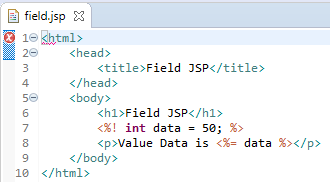 field.jsp
1 <html>
2 <head>
3 <title>Field JSP</title>
4 </head>
5 <body>
6 <h1>Field JSP</h1>
7 <%! int data = 50; %>
8 <p>Value Data is <%= data %></p>
9 </body>
10 </html>